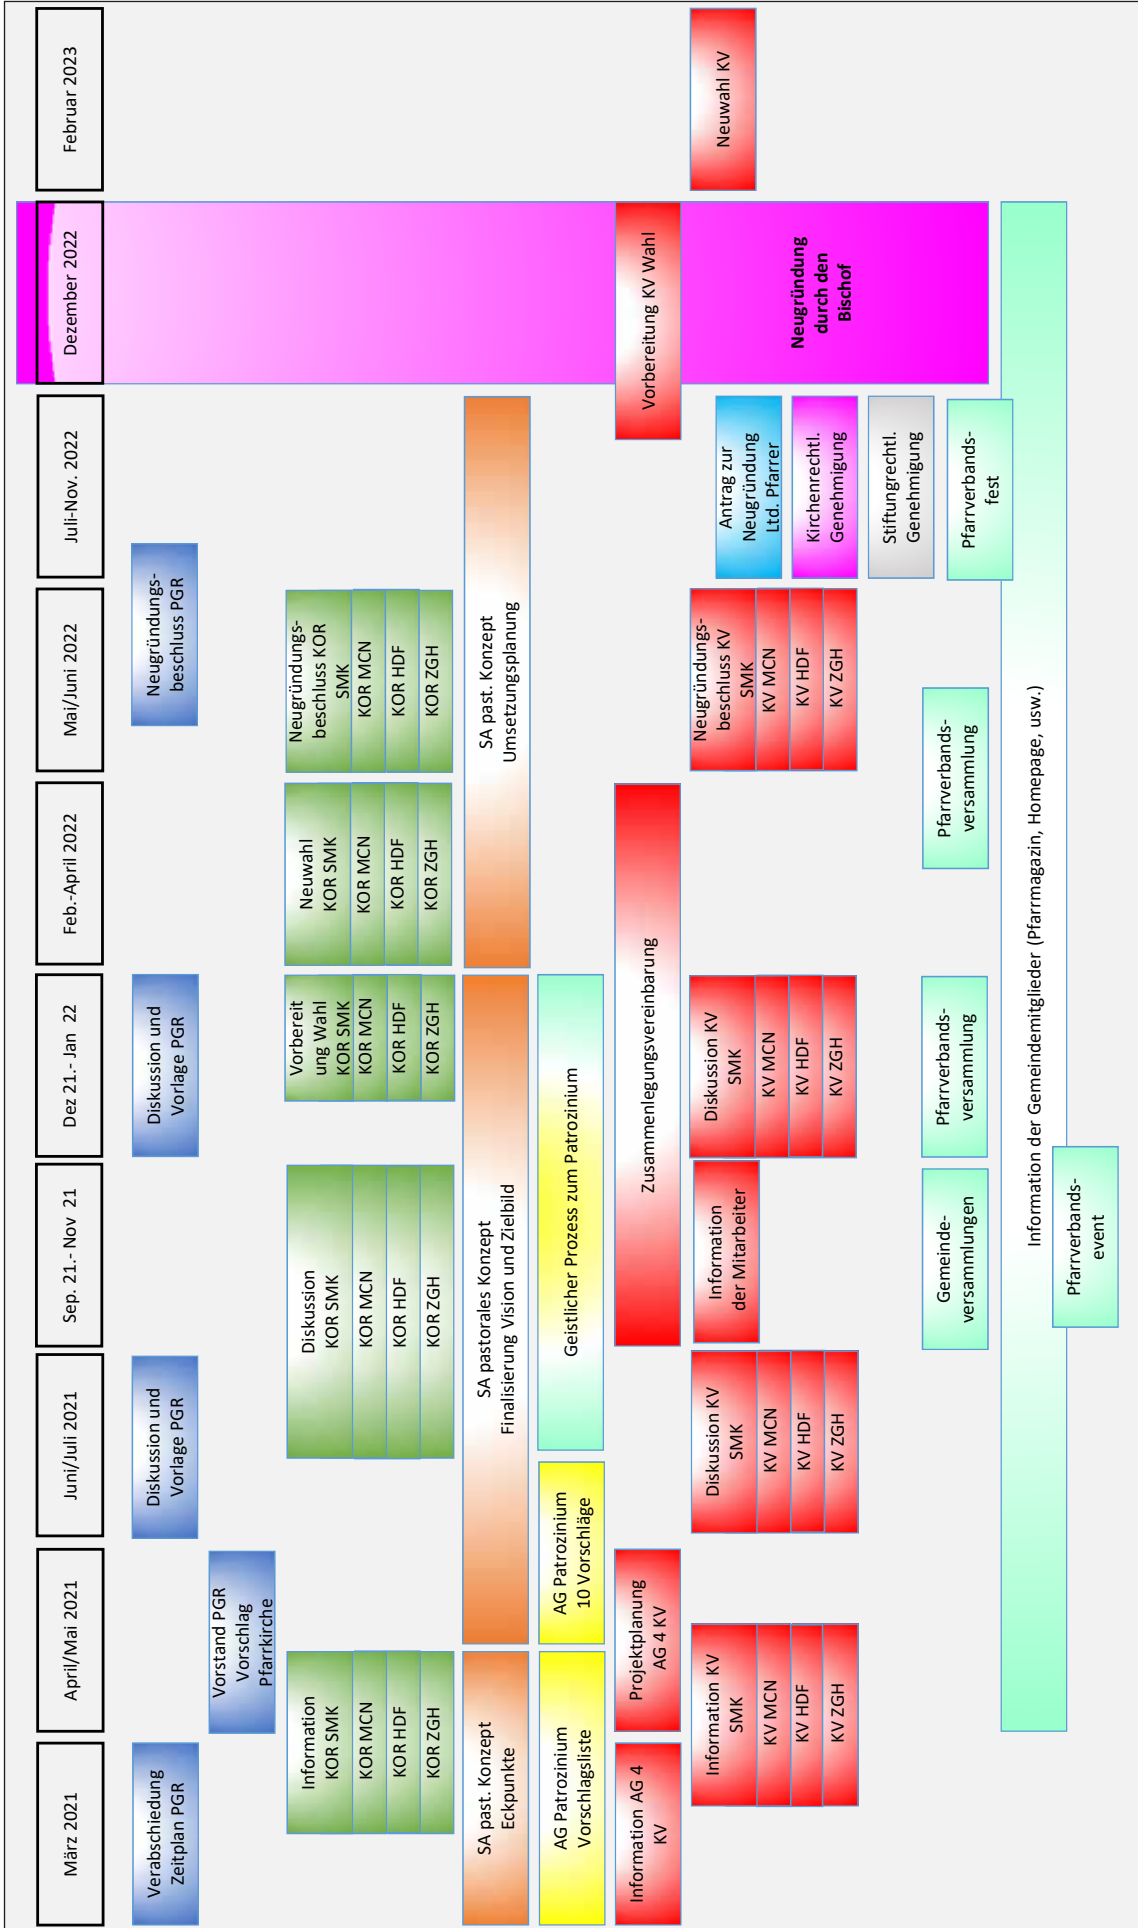 März 2021
April/Mai 2021
Juni/Juli 2021
Sep. 21.- Nov 21
Dez 21.- Jan 22
Feb.-April 2022
Mai/Juni 2022
Juli-Nov. 2022
Dezember 2022
Februar 2023
Verabschiedung
Zeitplan PGR
Diskussion und
Vorlage PGR
Diskussion und
Vorlage PGR
Neugründungs-
beschluss PGR
Vorstand PGR
Vorschlag
Pfarrkirche
Information
KOR SMK
KOR MCN
KOR HDF
KOR ZGH
Diskussion
KOR SMK
KOR MCN
KOR HDF
KOR ZGH
Vorbereit
ung Wahl
KOR SMK
KOR MCN
KOR HDF
KOR ZGH
Neuwahl
KOR SMK
KOR MCN
KOR HDF
KOR ZGH
Neugründungs-
beschluss KOR
SMK
KOR MCN
KOR HDF
KOR ZGH
SA past. Konzept
Eckpunkte
SA pastorales Konzept
Finalisierung Vision und Zielbild
SA past. Konzept
Umsetzungsplanung
AG Patrozinium
Vorschlagsliste
AG Patrozinium
10 Vorschläge
Geistlicher Prozess zum Patrozinium
Information AG 4
KV
Projektplanung
AG 4 KV
Zusammenlegungsvereinbarung
Vorbereitung KV Wahl
Information KV
SMK
KV MCN
KV HDF
KV ZGH
Diskussion KV
SMK
KV MCN
KV HDF
KV ZGH
Information
der Mitarbeiter
Diskussion KV
SMK
KV MCN
KV HDF
KV ZGH
Neugründungs-
beschluss KV
SMK
KV MCN
KV HDF
KV ZGH
Antrag zur
Neugründung
Ltd. Pfarrer
Kirchenrechtl.
Genehmigung
Stiftungrechtl.
Genehmigung
Neugründung
durch den
Bischof
Neuwahl KV
Gemeinde-
versammlungen
Pfarrverbands-
versammlung
Pfarrverbands-
versammlung
Pfarrverbands-
fest
Information der Gemeindemitglieder (Pfarrmagazin, Homepage, usw.)
Pfarrverbands-
event